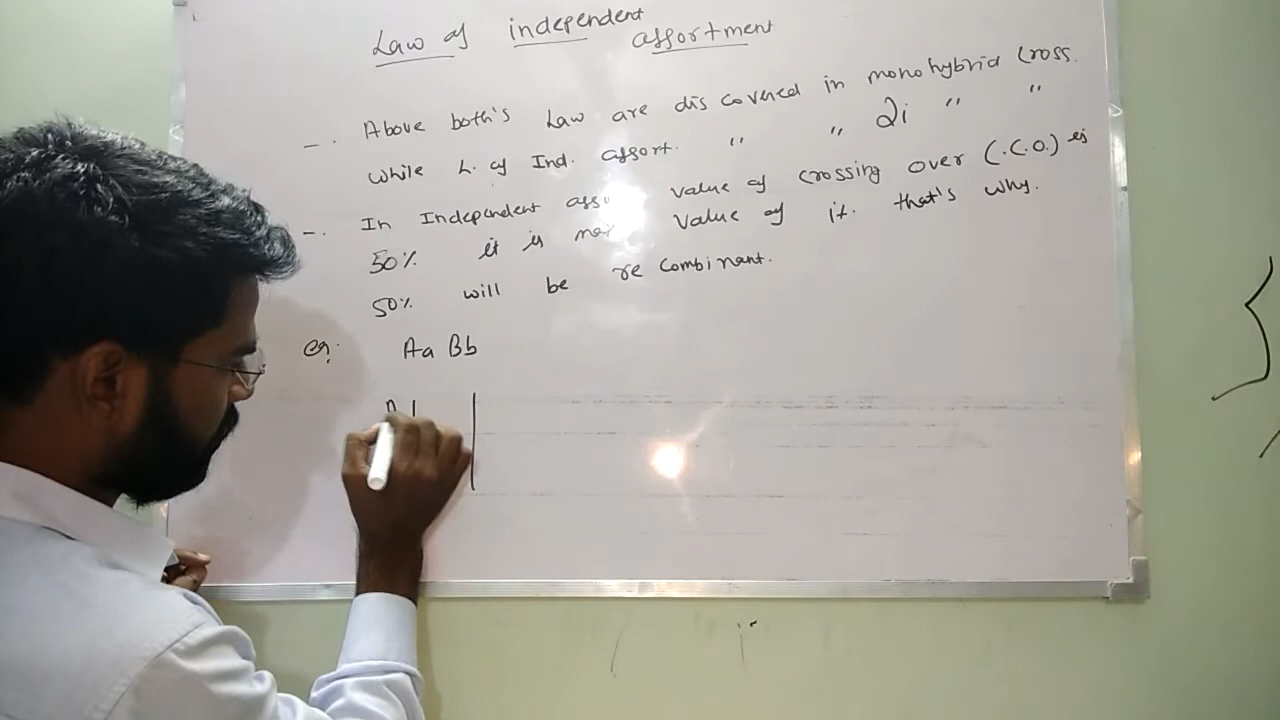 Law of independent assortment
-. Above both's Law are discovered in monohybrid Cross.
while L. of Ind. assort. " " Di " "
-. In Independent asso value of crossing over (.C.O.) is
50% it is max value of it. that's why.
50% will be recombinant.
eg. Aa Bb